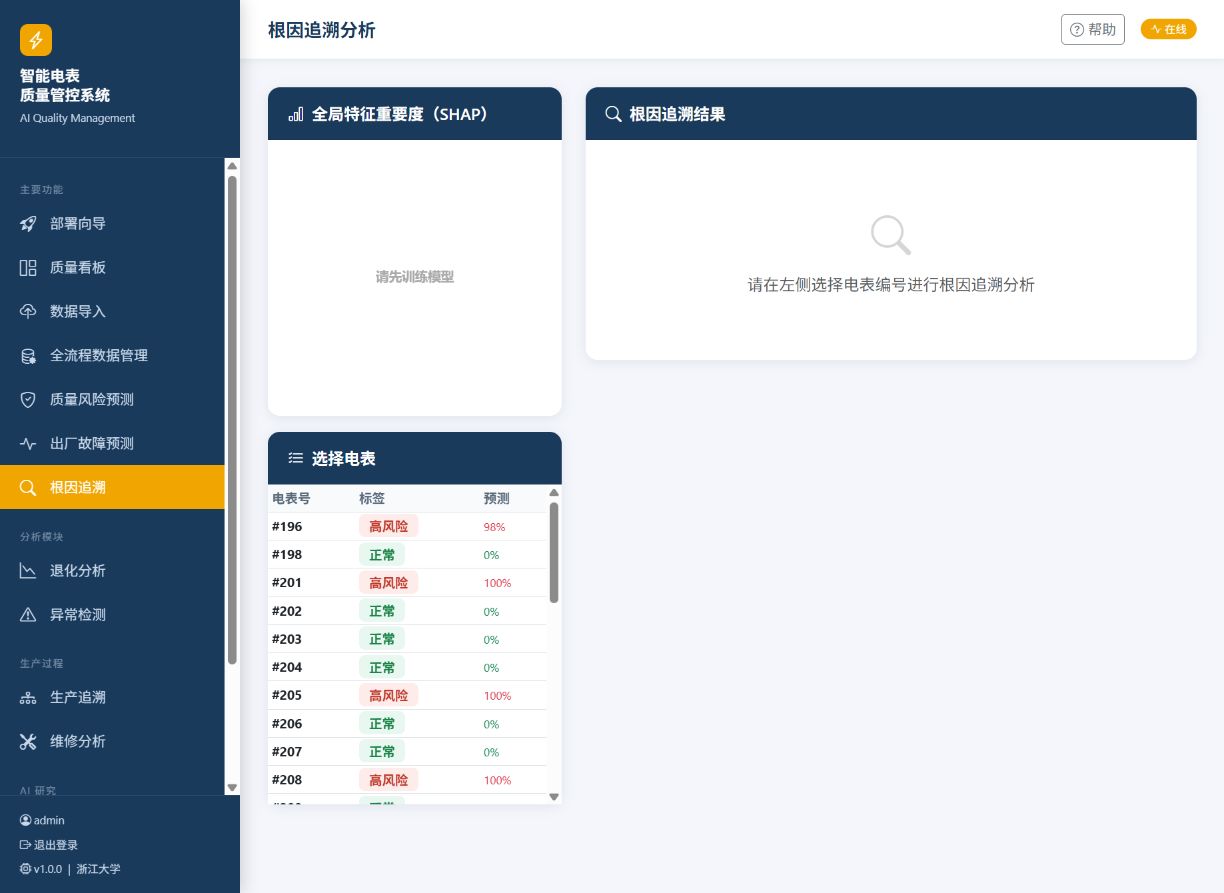 智能电表
质量管控系统
AI Quality Management
主要功能
部署向导
质量看板
数据导入
全流程数据管理
质量风险预测
出厂故障预测
根因追溯
分析模块
退化分析
异常检测
生产过程
生产追溯
维修分析
AI 研究
admin
退出登录
v1.0.0 | 浙江大学
根因追溯分析
帮助
在线
全局特征重要度（SHAP）
请先训练模型
选择电表
电表号 标签 预测
#196 高风险 98%
#198 正常 0%
#201 高风险 100%
#202 正常 0%
#203 正常 0%
#204 正常 0%
#205 高风险 100%
#206 正常 0%
#207 正常 0%
#208 高风险 100%
根因追溯结果
请在左侧选择电表编号进行根因追溯分析